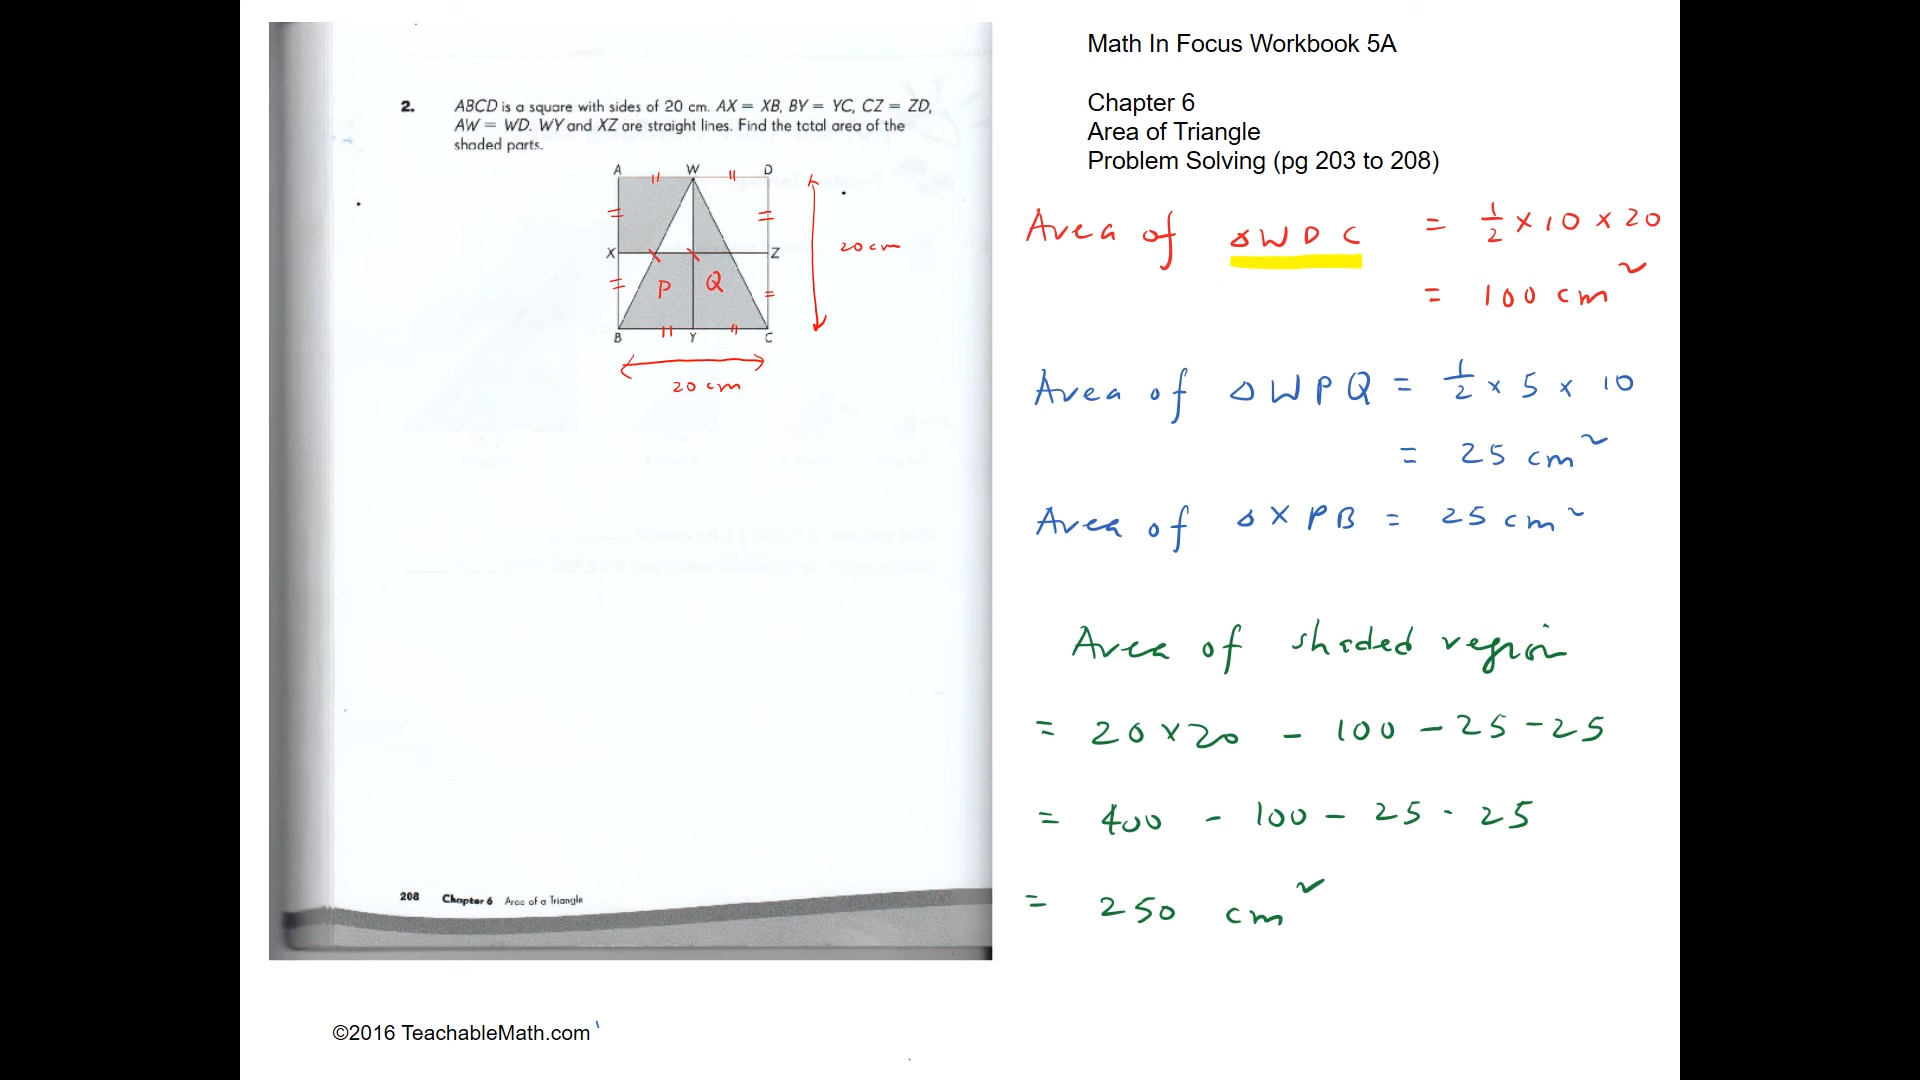 Math In Focus Workbook 5A
Chapter 6
Area of Triangle
Problem Solving (pg 203 to 208)
2. ABCD is a square with sides of 20 cm. AX = XB, BY = YC, CZ = ZD,
AW = WD. WY and XZ are straight lines. Find the total area of the
shaded parts.
A W D
X Z
P Q
B Y C
20 cm
20 cm
208 Chapter 6 Area of a Triangle
Area of △WDC = 1/2 × 10 × 20
= 100 cm²
Area of △WPQ = 1/2 × 5 × 10
= 25 cm²
Area of △XPB = 25 cm²
Area of shaded region
= 20 × 20 - 100 - 25 - 25
= 400 - 100 - 25 - 25
= 250 cm²
©2016 TeachableMath.com